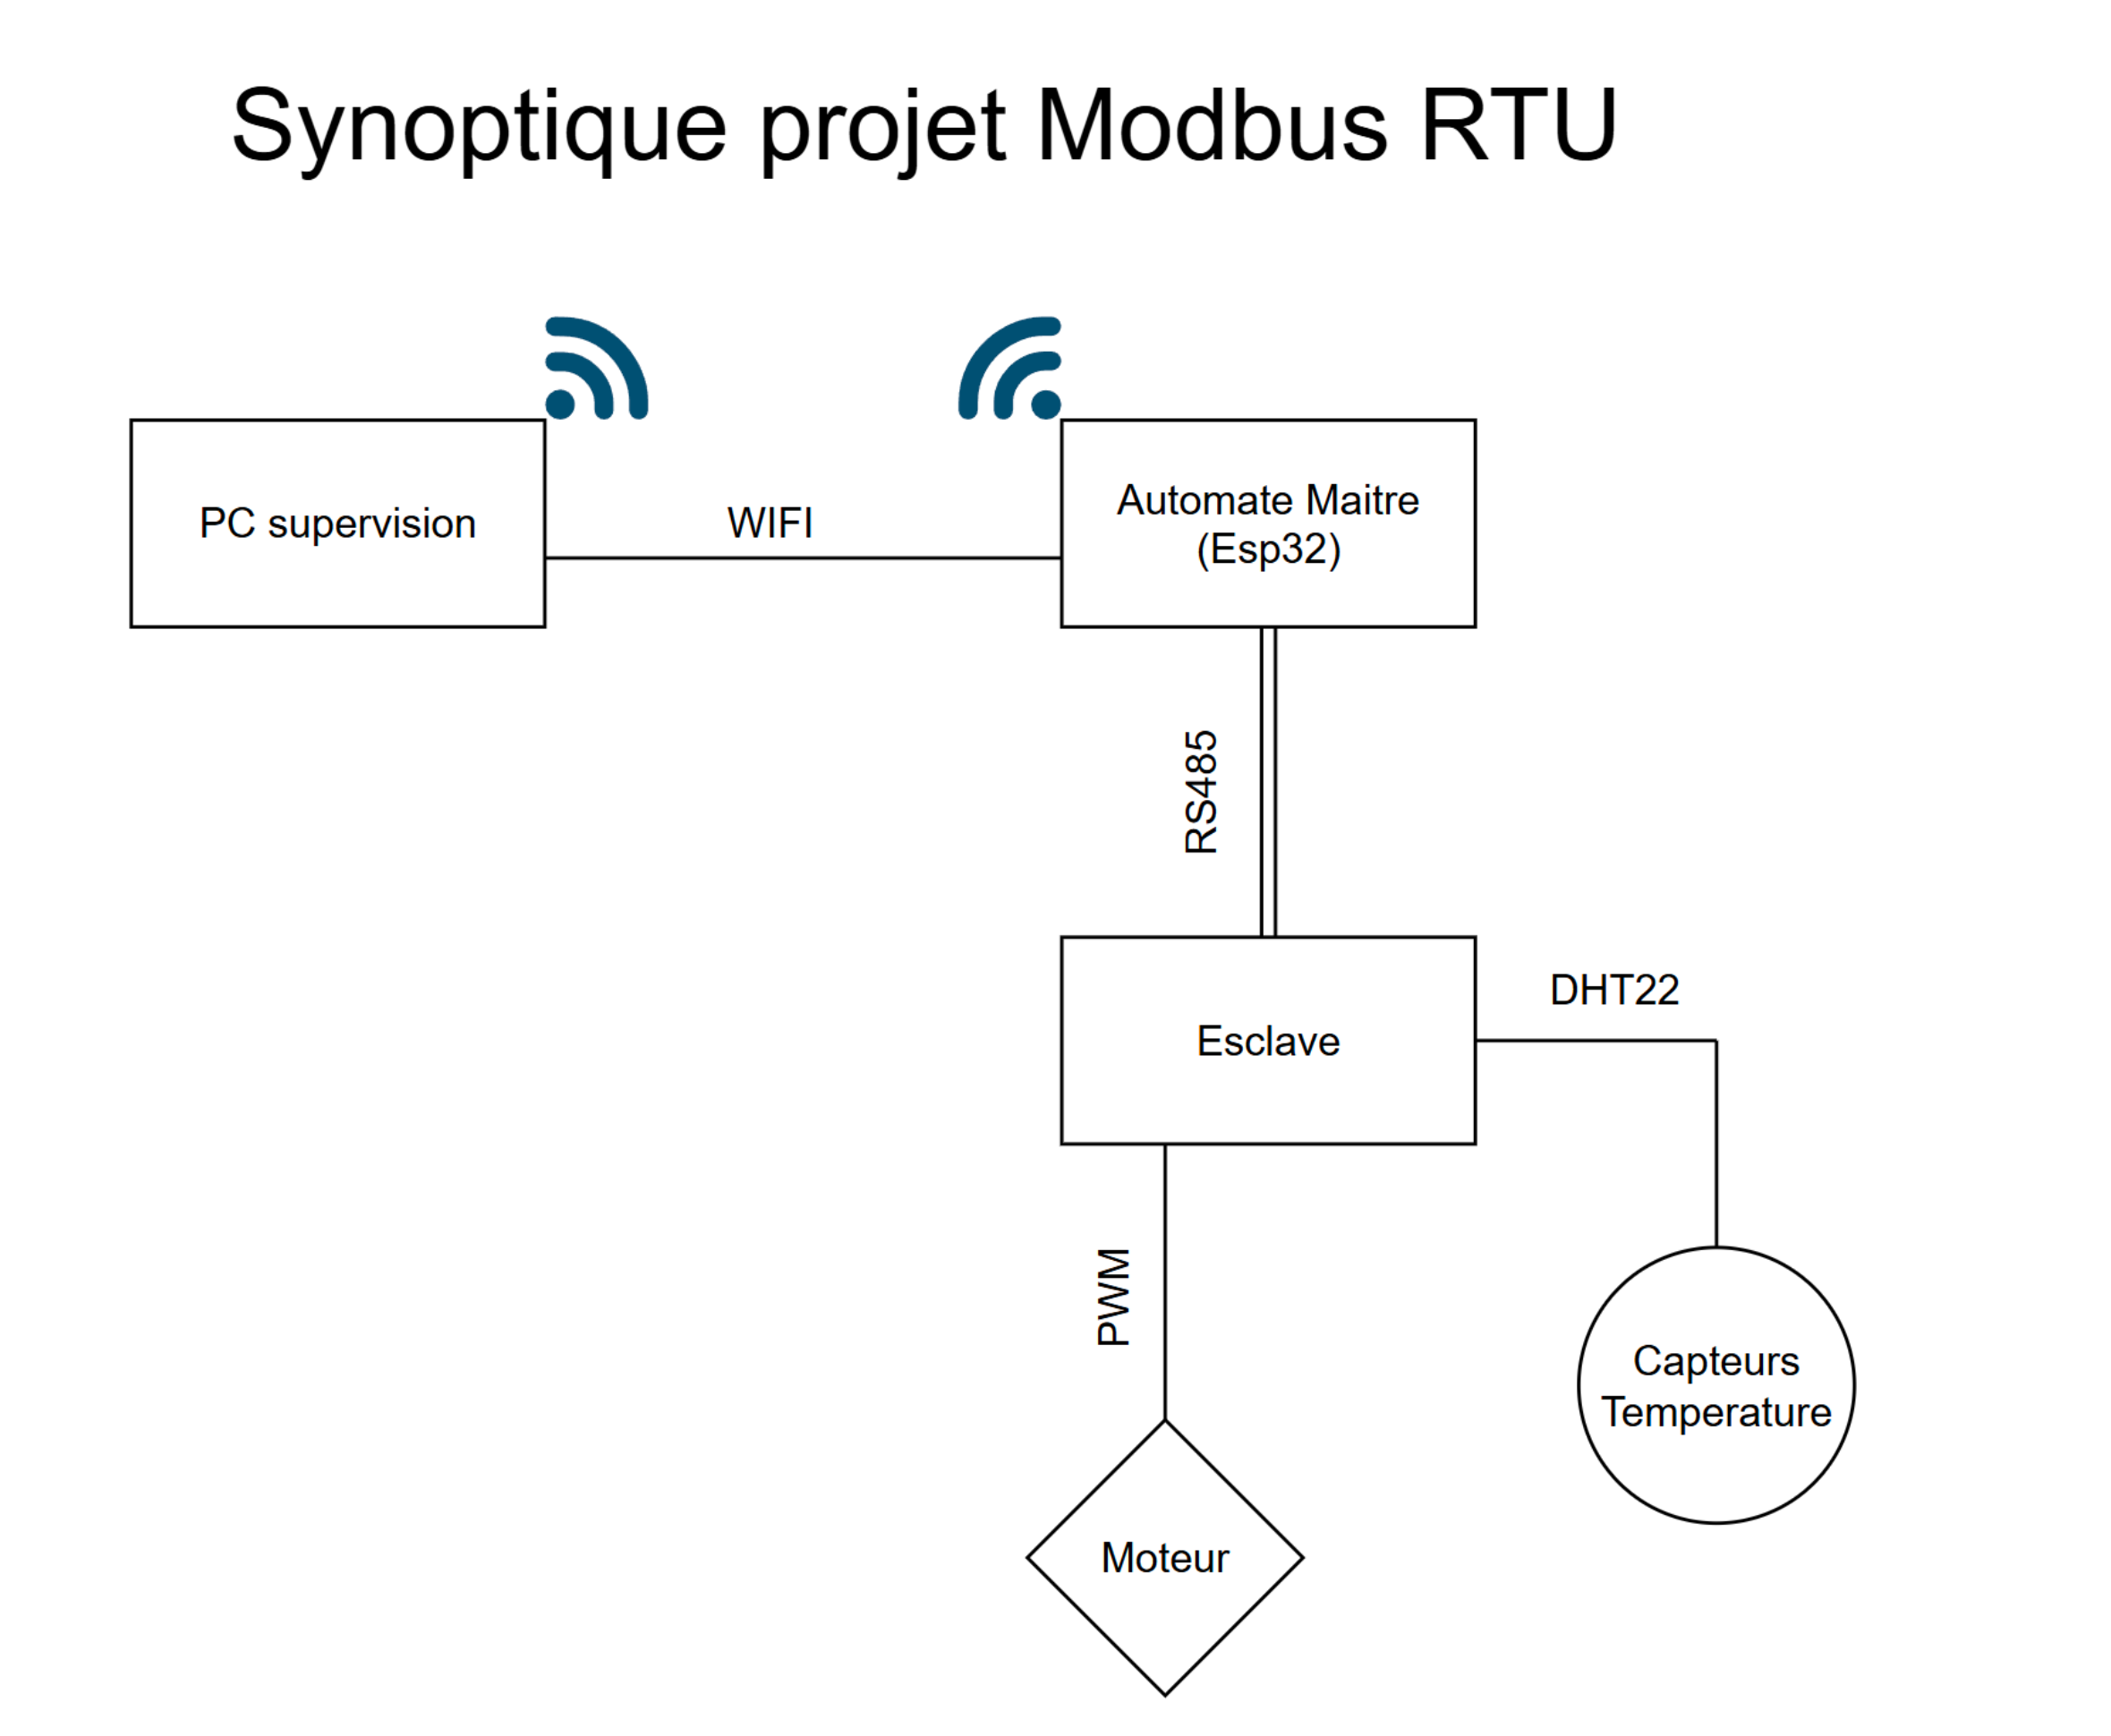 Synoptique projet Modbus RTU
PC supervision
WIFI
Automate Maitre
(Esp32)
RS485
Esclave
DHT22
PWM
Capteurs
Temperature
Moteur